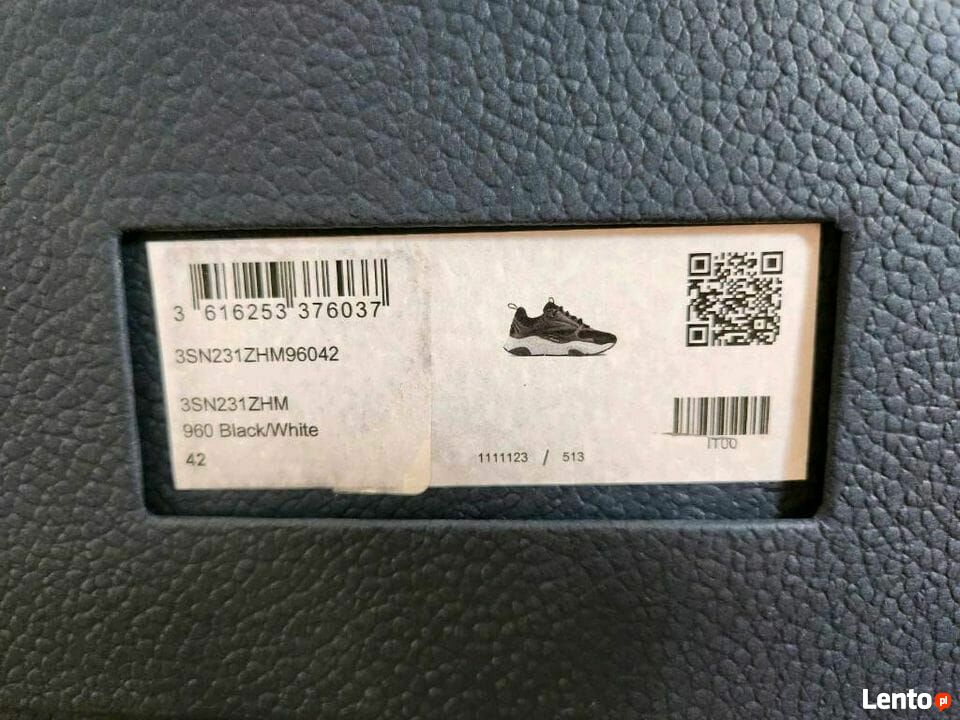 3 616253 376037
3SN231ZHM96042
3SN231ZHM
960 Black/White
42
1111123 / 513
IT00
Lento pl